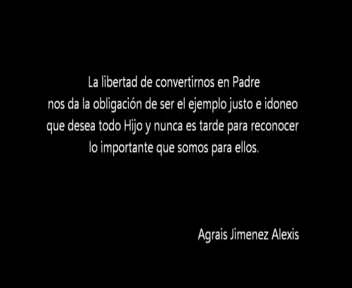 La libertad de convertirnos en Padre
nos da la obligación de ser el ejemplo justo e idoneo
que desea todo Hijo y nunca es tarde para reconocer
lo importante que somos para ellos.
Agrais Jimenez Alexis